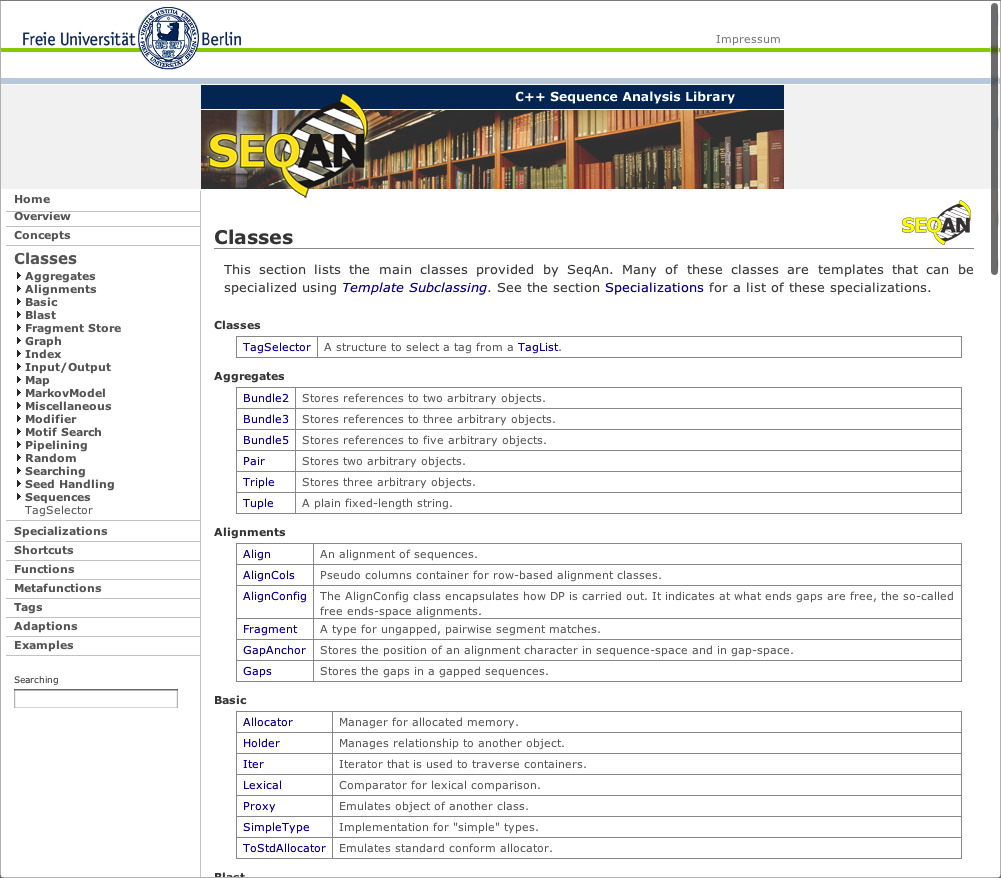 Freie Universität Berlin
Impressum
C++ Sequence Analysis Library
SEQAN
Home
Overview
Concepts
Classes
Aggregates
Alignments
Basic
Blast
Fragment Store
Graph
Index
Input/Output
Map
MarkovModel
Miscellaneous
Modifier
Motif Search
Pipelining
Random
Searching
Seed Handling
Sequences
TagSelector
Specializations
Shortcuts
Functions
Metafunctions
Tags
Adaptions
Examples
Searching
SEQAN
Classes
This section lists the main classes provided by SeqAn. Many of these classes are templates that can be
specialized using Template Subclassing. See the section Specializations for a list of these specializations.
Classes
TagSelector A structure to select a tag from a TagList.
Aggregates
Bundle2 Stores references to two arbitrary objects.
Bundle3 Stores references to three arbitrary objects.
Bundle5 Stores references to five arbitrary objects.
Pair Stores two arbitrary objects.
Triple Stores three arbitrary objects.
Tuple A plain fixed-length string.
Alignments
Align An alignment of sequences.
AlignCols Pseudo columns container for row-based alignment classes.
AlignConfig The AlignConfig class encapsulates how DP is carried out. It indicates at what ends gaps are free, the so-called
free ends-space alignments.
Fragment A type for ungapped, pairwise segment matches.
GapAnchor Stores the position of an alignment character in sequence-space and in gap-space.
Gaps Stores the gaps in a gapped sequences.
Basic
Allocator Manager for allocated memory.
Holder Manages relationship to another object.
Iter Iterator that is used to traverse containers.
Lexical Comparator for lexical comparison.
Proxy Emulates object of another class.
SimpleType Implementation for "simple" types.
ToStdAllocator Emulates standard conform allocator.
Blast